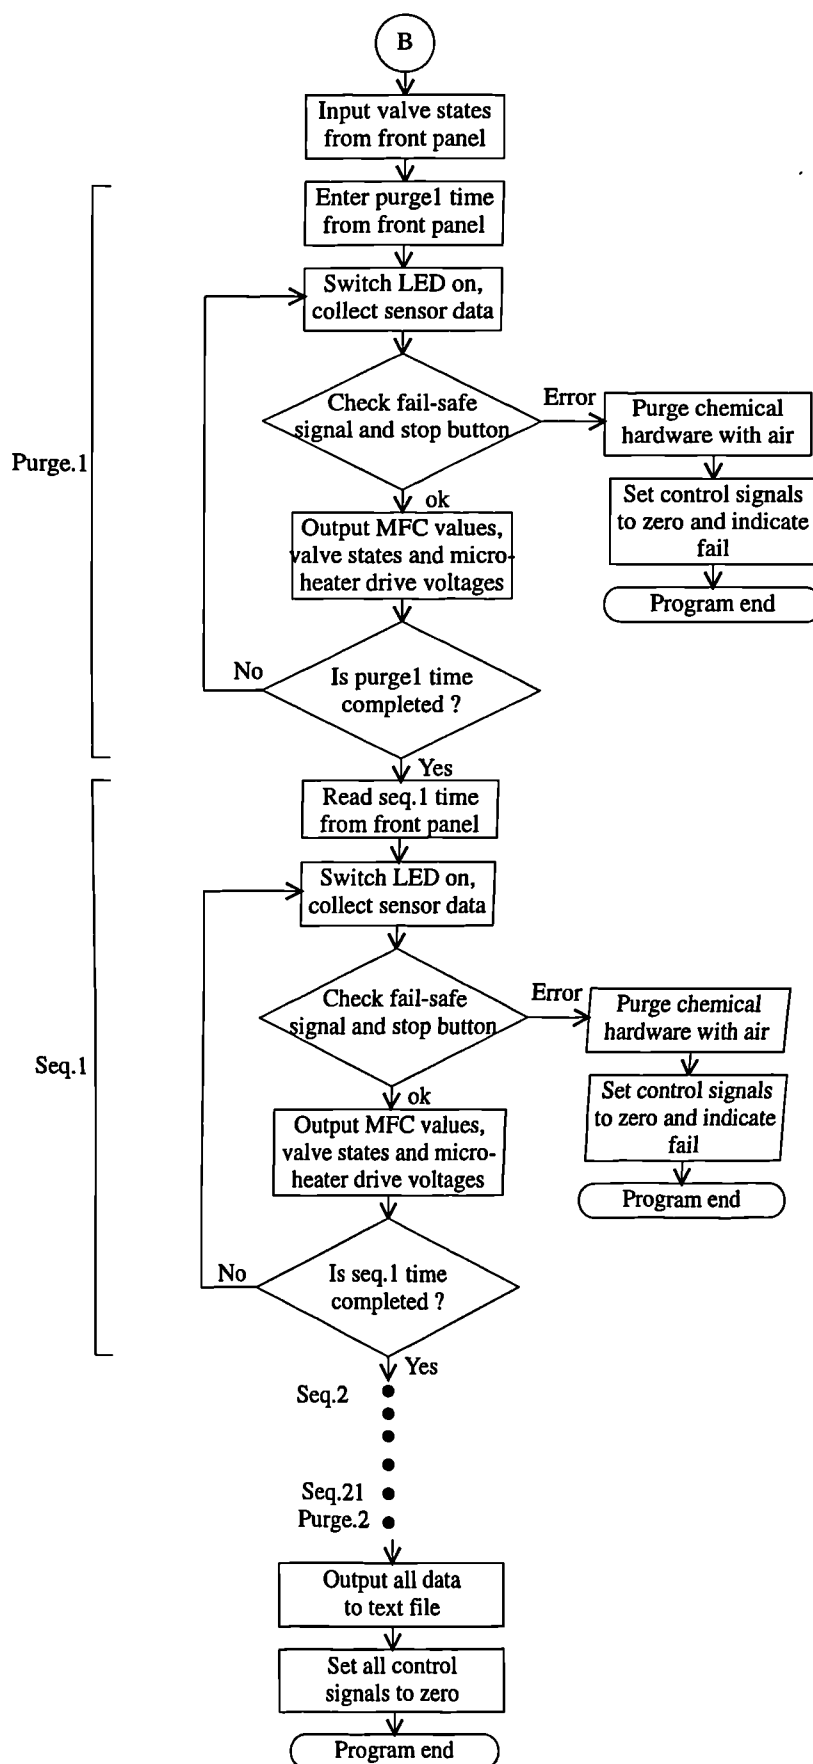 B
Input valve states
from front panel
Enter purge1 time
from front panel
Switch LED on,
collect sensor data
Check fail-safe
signal and stop button
Error
Purge chemical
hardware with air
Purge.1
ok
Set control signals
to zero and indicate
fail
Output MFC values,
valve states and micro-
heater drive voltages
Program end
No
Is purge1 time
completed ?
Yes
Read seq.1 time
from front panel
Switch LED on,
collect sensor data
Check fail-safe
signal and stop button
Error
Purge chemical
hardware with air
Seq.1
ok
Set control signals
to zero and indicate
fail
Output MFC values,
valve states and micro-
heater drive voltages
Program end
No
Is seq.1 time
completed ?
Yes
Seq.2
Seq.21
Purge.2
Output all data
to text file
Set all control
signals to zero
Program end